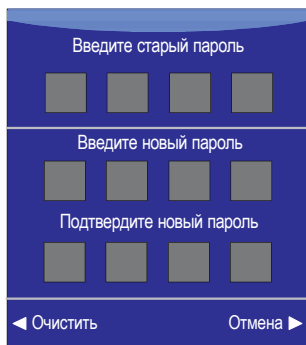 Введите старый пароль
Введите новый пароль
Подтвердите новый пароль
◄ Очистить Отмена ►